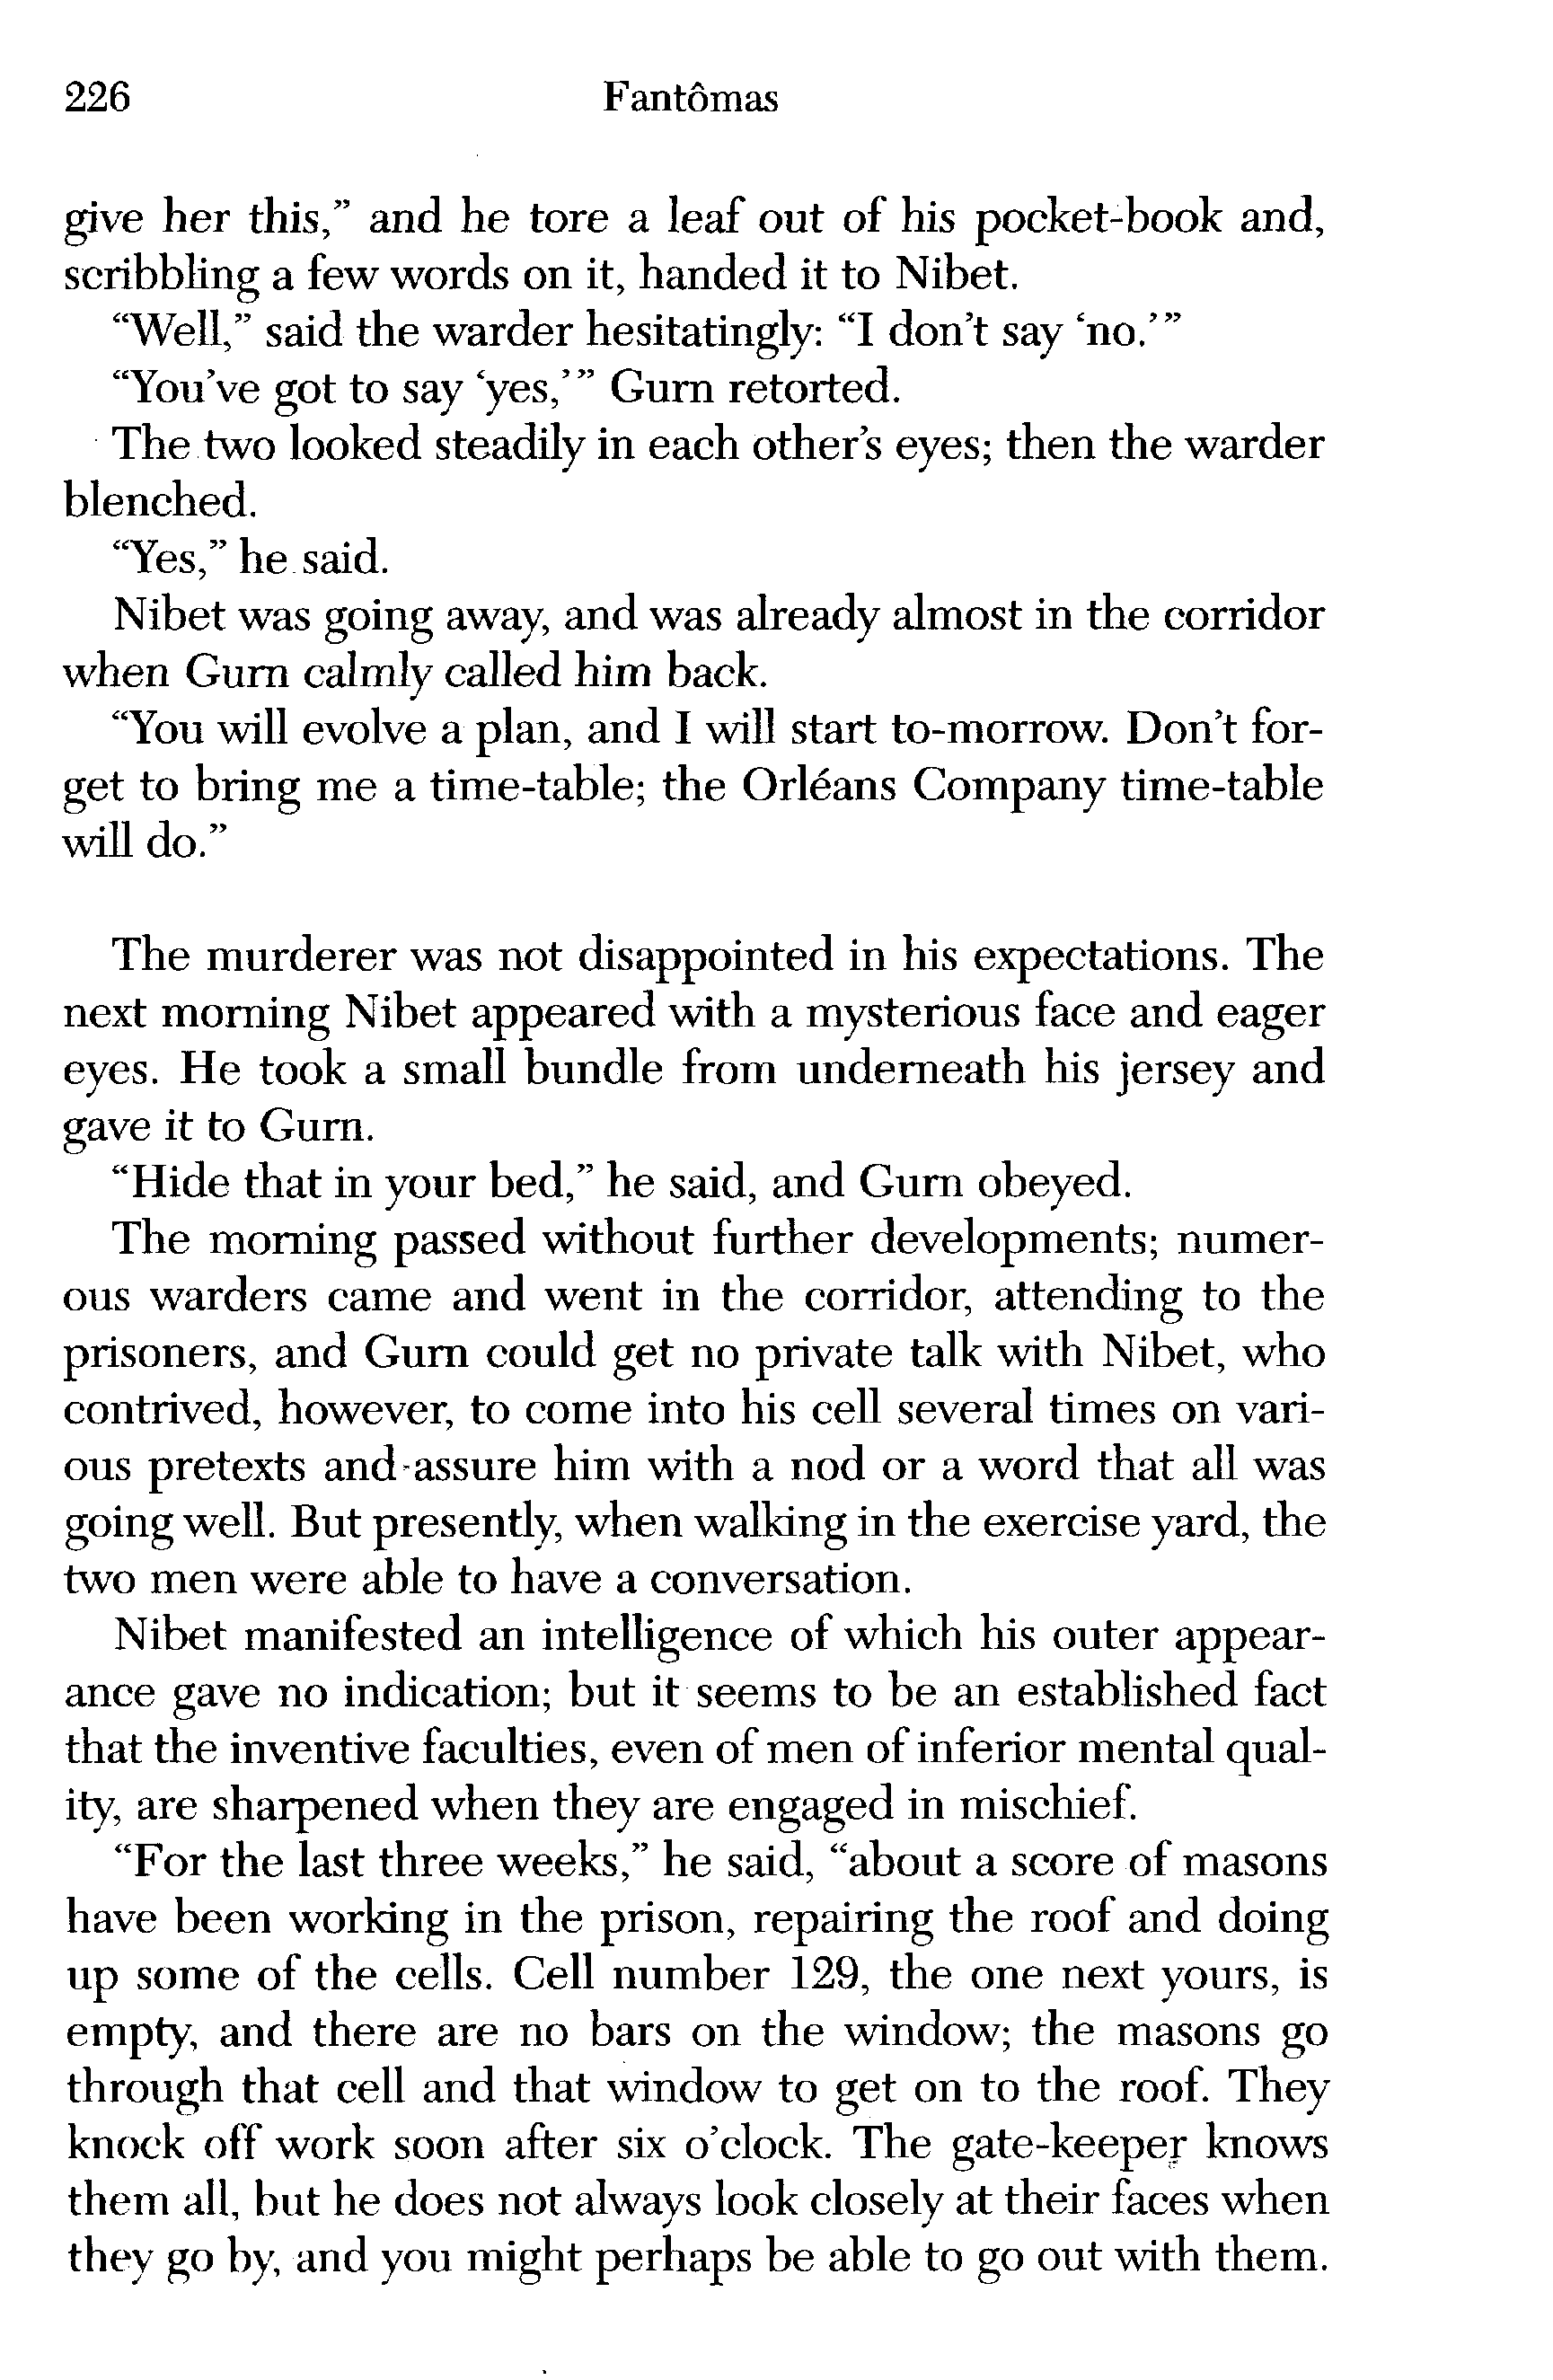 226 Fantômas
give her this,” and he tore a leaf out of his pocket-book and,
scribbling a few words on it, handed it to Nibet.
“Well,” said the warder hesitatingly: “I don’t say ‘no.’”
“You’ve got to say ‘yes,’” Gurn retorted.
The two looked steadily in each other’s eyes; then the warder
blenched.
“Yes,” he said.
Nibet was going away, and was already almost in the corridor
when Gurn calmly called him back.
“You will evolve a plan, and I will start to-morrow. Don’t for-
get to bring me a time-table; the Orléans Company time-table
will do.”
The murderer was not disappointed in his expectations. The
next morning Nibet appeared with a mysterious face and eager
eyes. He took a small bundle from underneath his jersey and
gave it to Gurn.
“Hide that in your bed,” he said, and Gurn obeyed.
The morning passed without further developments; numer-
ous warders came and went in the corridor, attending to the
prisoners, and Gurn could get no private talk with Nibet, who
contrived, however, to come into his cell several times on vari-
ous pretexts and assure him with a nod or a word that all was
going well. But presently, when walking in the exercise yard, the
two men were able to have a conversation.
Nibet manifested an intelligence of which his outer appear-
ance gave no indication; but it seems to be an established fact
that the inventive faculties, even of men of inferior mental qual-
ity, are sharpened when they are engaged in mischief.
“For the last three weeks,” he said, “about a score of masons
have been working in the prison, repairing the roof and doing
up some of the cells. Cell number 129, the one next yours, is
empty, and there are no bars on the window; the masons go
through that cell and that window to get on to the roof. They
knock off work soon after six o’clock. The gate-keeper knows
them all, but he does not always look closely at their faces when
they go by, and you might perhaps be able to go out with them.